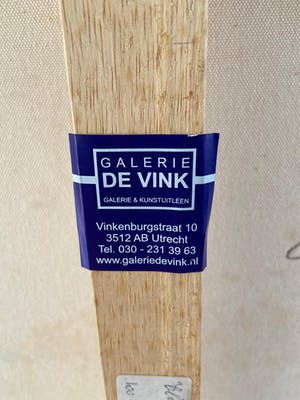 GALERIE
DE VINK
GALERIE & KUNSTUITLEEN
Vinkenburgstraat 10
3512 AB Utrecht
Tel. 030 - 231 39 63
www.galeriedevink.nl